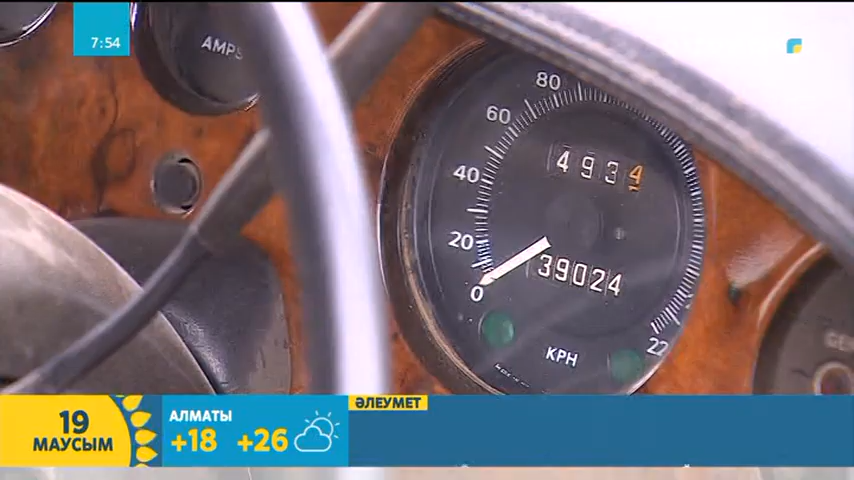 7:54
AMPS
80
60
40
20
0
4934
39024
KPH
22
19
МАУСЫМ
АЛМАТЫ
+18 +26
ӘЛЕУМЕТ